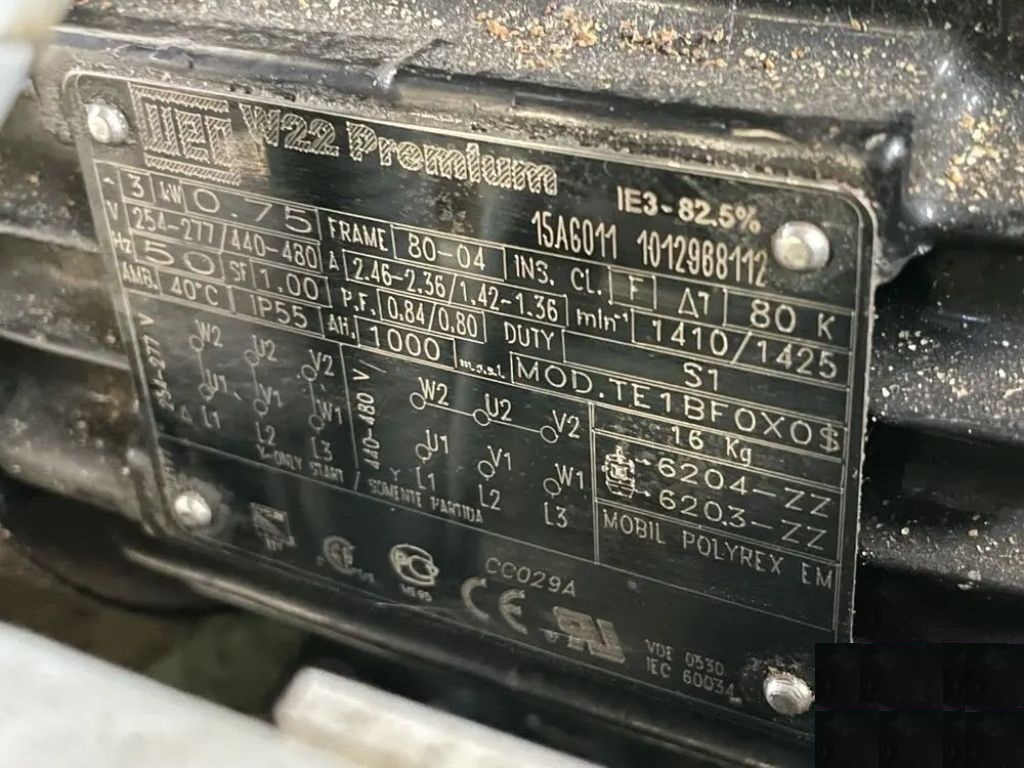 WEG W22 Premium
IE3-82.5%
15A6011 1012968112
~ 3 kW 0.75 FRAME 80-04 INS. CL. F ΔT 80 K
V 254-277/440-480 A 2.46-2.36/1.42-1.36 min⁻¹ 1410/1425
Hz 50 SF 1.00 P.F. 0.84/0.80 DUTY S1
AMB. 40°C IP55 AH. 1000 m.a.s.l. MOD.TE1BFOX0$
16 Kg
254-277 V
W2 U2 V2
U1 V1 W1
Δ L1 L2 L3
Y-ONLY START / SOMENTE PARTIDA
440-480 V
W2 U2 V2
U1 V1 W1
Y L1 L2 L3
6204-ZZ
6203-ZZ
MOBIL POLYREX EM
CC029A
CE
VDE 0530
IEC 60034